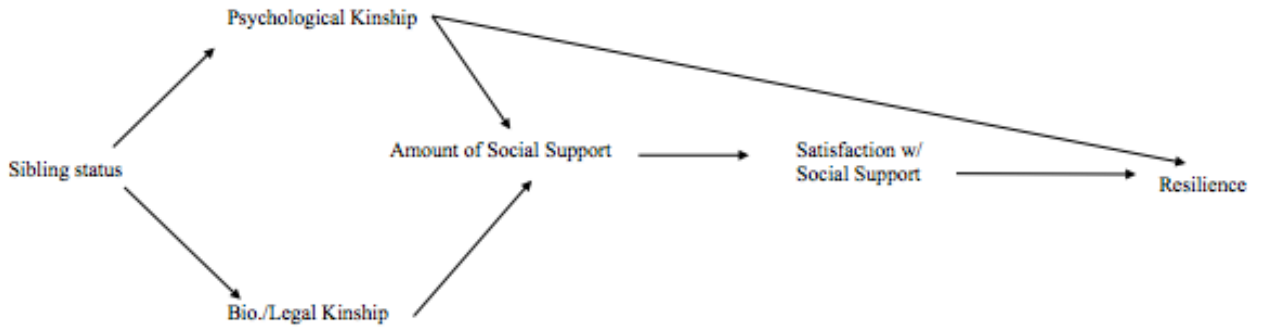 Psychological Kinship
Amount of Social Support
Satisfaction w/
Social Support
Sibling status
Resilience
Bio./Legal Kinship